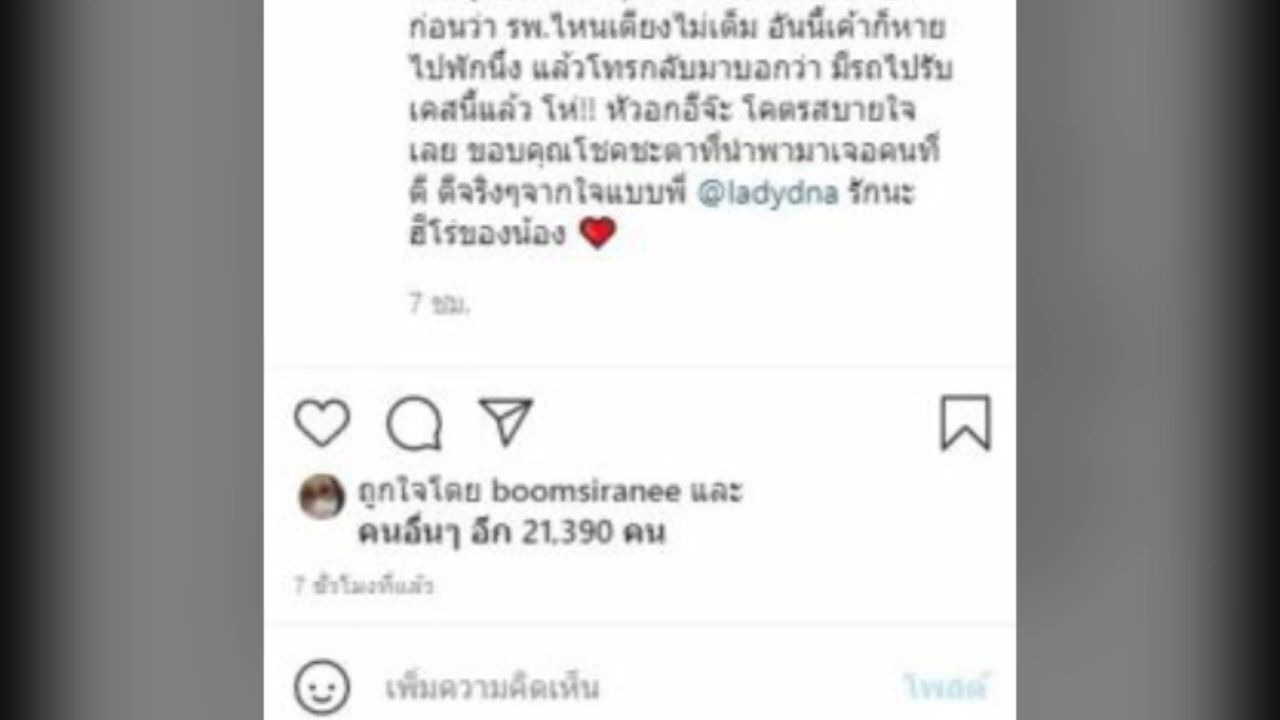 ก่อนว่า รพ.ไหนเตียงไม่เต็ม อันนี้เค้าก็หาย
ไปพักนึ่ง แล้วโทรกลับมาบอกว่า มีรถไปรับ
เคสนี้แล้ว โห่!! หัวอกอีจ๊ะ โคตรสบายใจ
เลย ขอบคุณโชคชะตาที่นำพามาเจอคนที่
ดี ดีจริงๆจากใจแบบพี่ @ladydna รักนะ
ฮีโร่ของน้อง ❤️
7 ชม.
ถูกใจโดย boomsiranee และ
คนอื่นๆ อีก 21,390 คน
7 ชั่วโมงที่แล้ว
เพิ่มความคิดเห็น
โพสต์